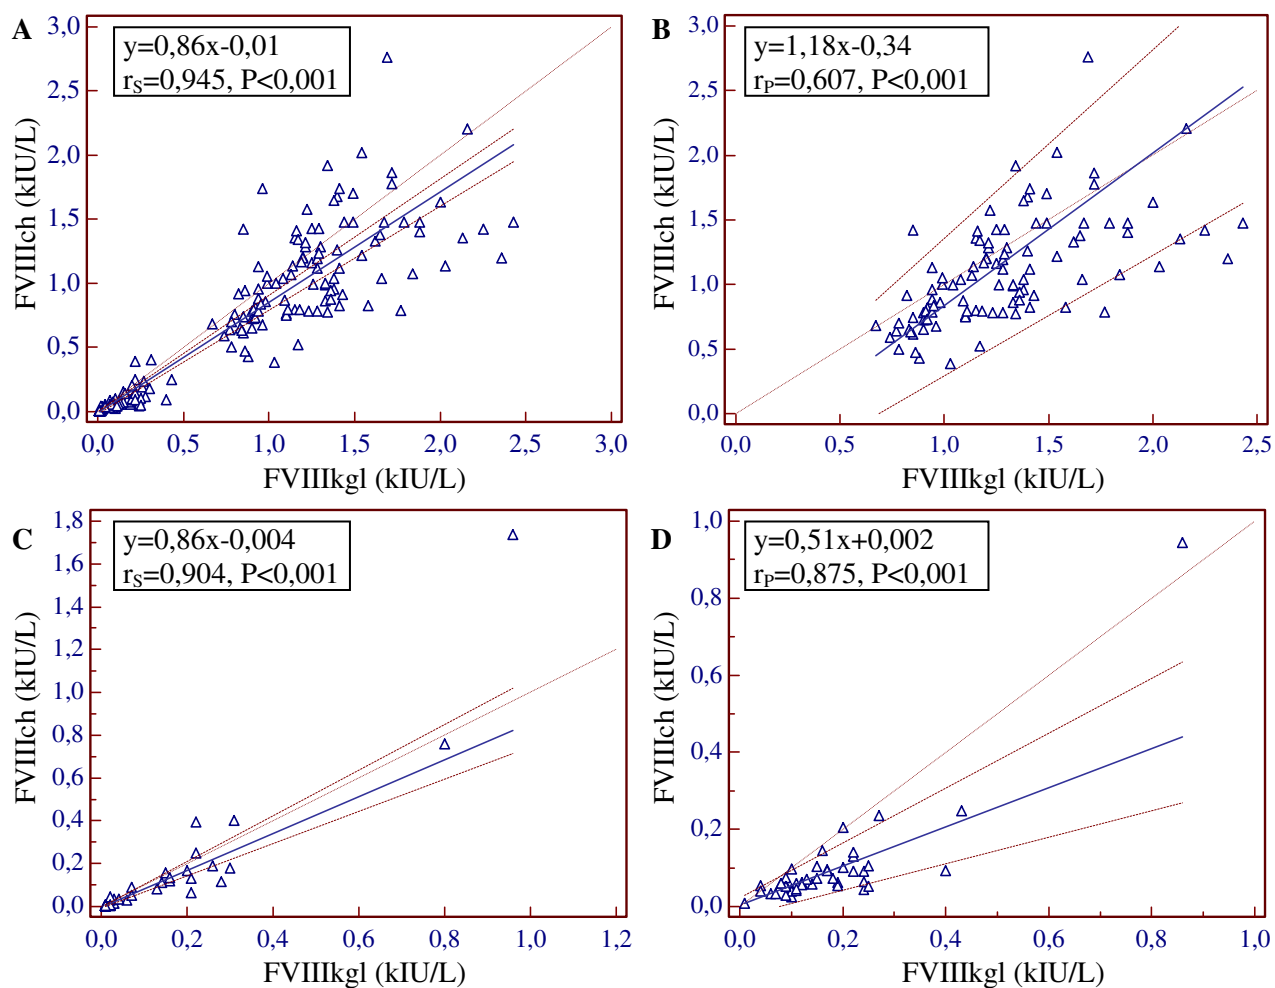 A
y=0,86x-0,01
rS=0,945, P<0,001
3,0
2,5
2,0
1,5
1,0
0,5
0,0
FVIIIch (kIU/L)
0,0 0,5 1,0 1,5 2,0 2,5 3,0
FVIIIkgl (kIU/L)
B
y=1,18x-0,34
rP=0,607, P<0,001
3,0
2,5
2,0
1,5
1,0
0,5
0,0
FVIIIch (kIU/L)
0,0 0,5 1,0 1,5 2,0 2,5
FVIIIkgl (kIU/L)
C
y=0,86x-0,004
rS=0,904, P<0,001
1,8
1,6
1,4
1,2
1,0
0,8
0,6
0,4
0,2
0,0
FVIIIch (kIU/L)
0,0 0,2 0,4 0,6 0,8 1,0 1,2
FVIIIkgl (kIU/L)
D
y=0,51x+0,002
rP=0,875, P<0,001
1,0
0,8
0,6
0,4
0,2
0,0
FVIIIch (kIU/L)
0,0 0,2 0,4 0,6 0,8 1,0
FVIIIkgl (kIU/L)